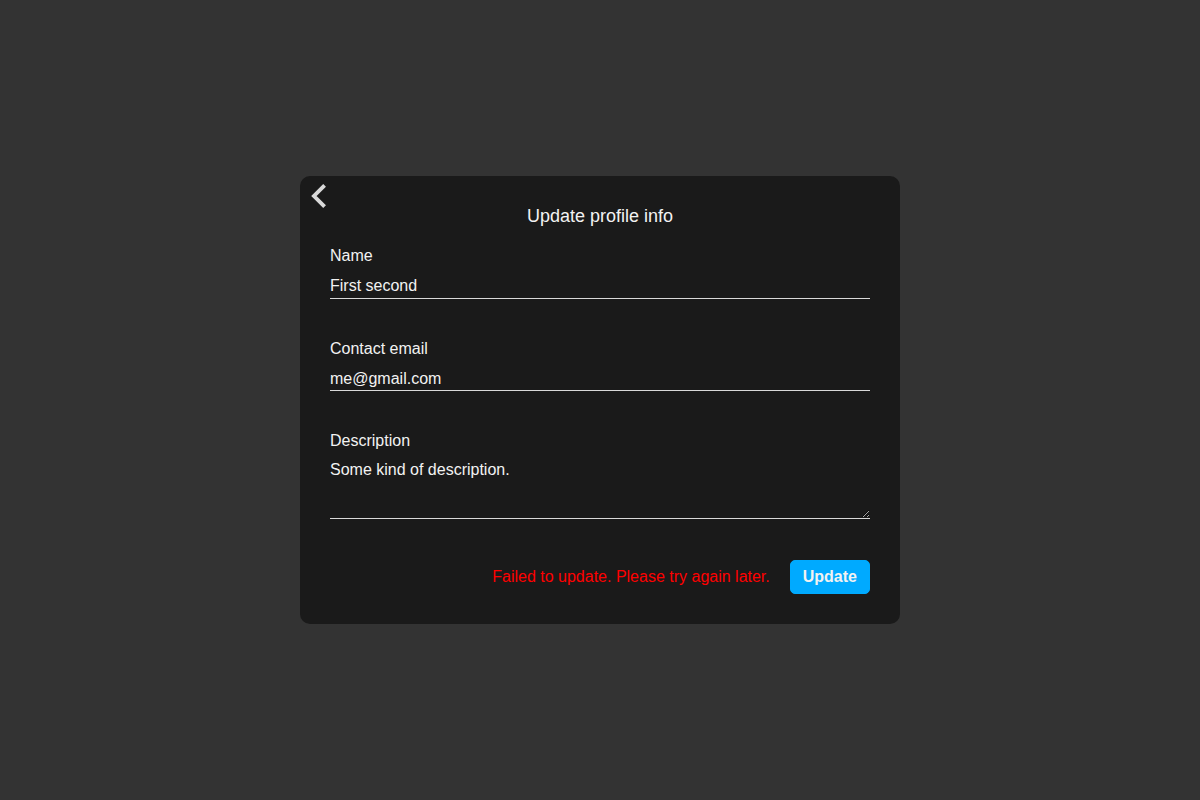 Update profile info
Name
First second
Contact email
me@gmail.com
Description
Some kind of description.
Failed to update. Please try again later.
Update